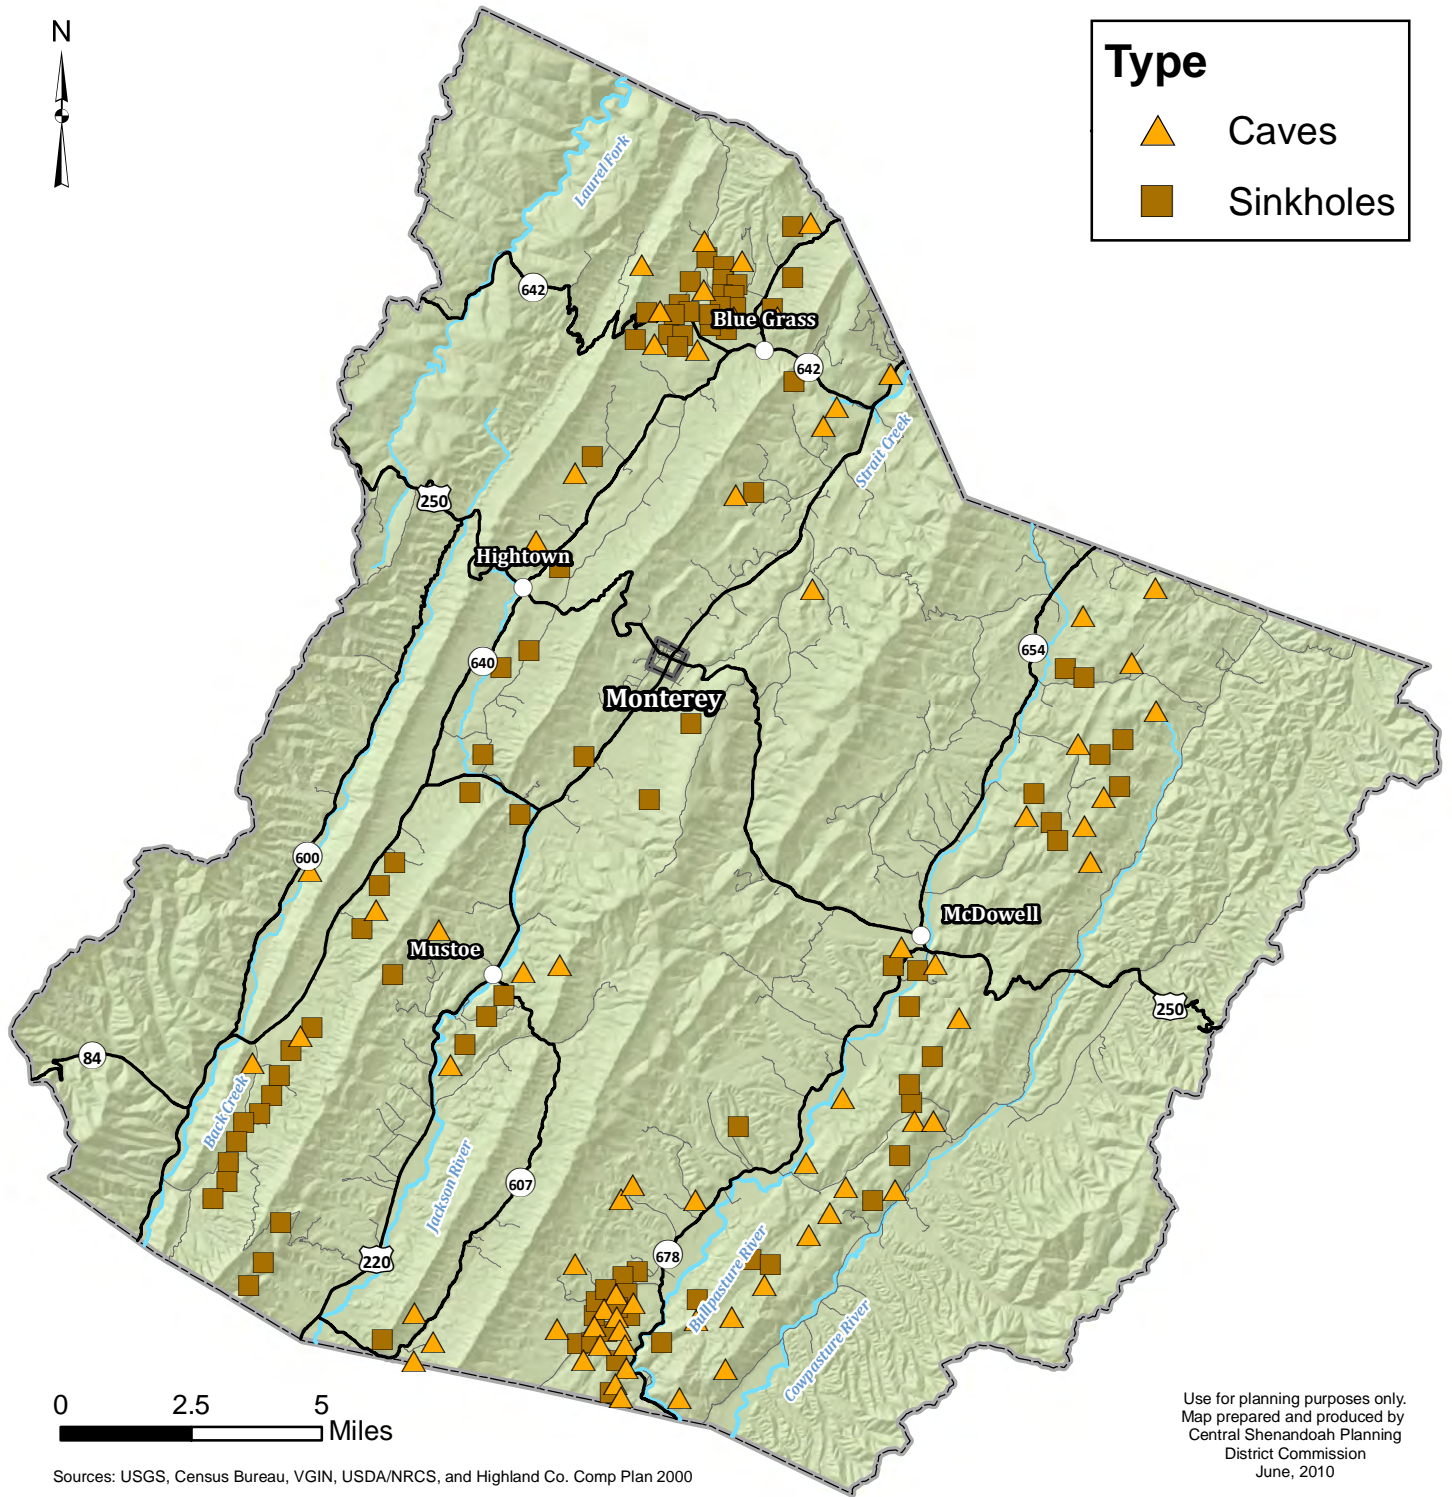 N
Type
Caves
Sinkholes
Laurel Fork
642
Blue Grass
642
Strait Creek
250
Hightown
640
654
Monterey
600
McDowell
Mustoe
250
84
Back Creek
Jackson River
607
220
678
Bullpasture River
Cowpasture River
0 2.5 5
Miles
Use for planning purposes only.
Map prepared and produced by
Central Shenandoah Planning
District Commission
June, 2010
Sources: USGS, Census Bureau, VGIN, USDA/NRCS, and Highland Co. Comp Plan 2000